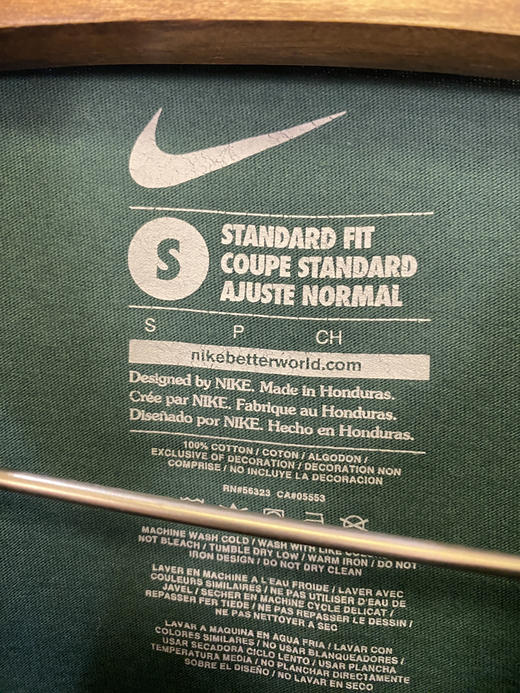 S
STANDARD FIT
COUPE STANDARD
AJUSTE NORMAL
S P CH
nikebetterworld.com
Designed by NIKE. Made in Honduras.
Crée par NIKE. Fabrique au Honduras.
Diseñado por NIKE. Hecho en Honduras.
100% COTTON / COTON / ALGODON /
EXCLUSIVE OF DECORATION / DECORATION NON
COMPRISE / NO INCLUYE LA DECORACION
RN#56323 CA#05553
MACHINE WASH COLD / WASH WITH LIKE
NOT BLEACH / TUMBLE DRY LOW / WARM IRON / DO NOT
IRON DESIGN / DO NOT DRY CLEAN
LAVER EN MACHINE A L'EAU FROIDE / LAVER AVEC
COULEURS SIMILAIRES / NE PAS UTILISER D'EAU DE
JAVEL / SECHER EN MACHINE CYCLE DELICAT /
REPASSER FER TIEDE / NE PAS REPASSER LE DESSIN /
NE PAS NETTOYER A SEC
LAVAR A MAQUINA EN AGUA FRIA / LAVAR CON
COLORES SIMILARES / NO USAR BLANQUEADORES /
USAR SECADORA CICLO LENTO / USAR PLANCHA
TEMPERATURA MEDIA / NO PLANCHAR DIRECTAMENTE
SOBRE EL DISEÑO / NO LAVAR EN SECO